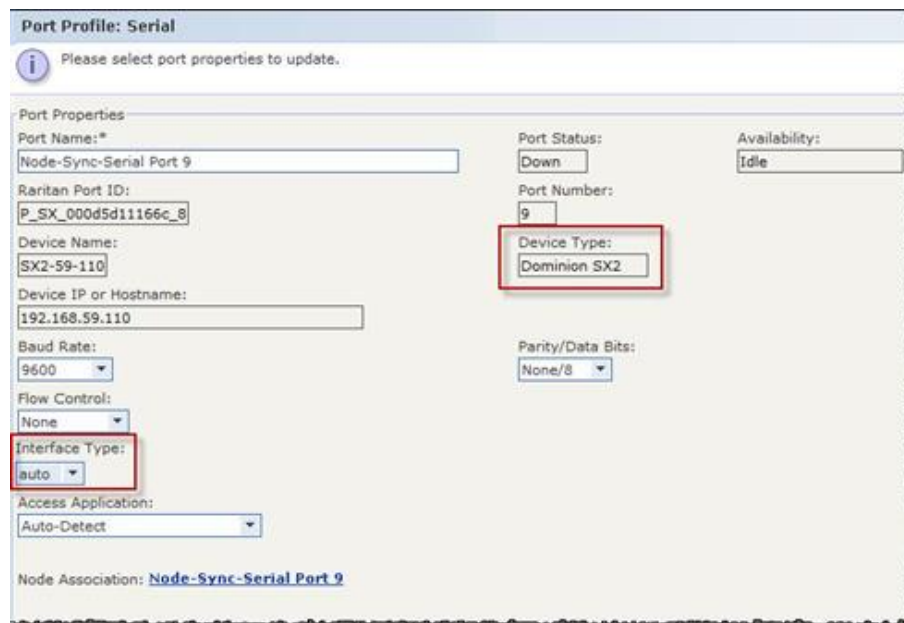 Port Profile: Serial
i
Please select port properties to update.
Port Properties
Port Name:*
Node-Sync-Serial Port 9
Port Status:
Down
Availability:
Idle
Raritan Port ID:
P_SX_000d5d11166c_8
Port Number:
9
Device Name:
SX2-59-110
Device Type:
Dominion SX2
Device IP or Hostname:
192.168.59.110
Baud Rate:
9600
Parity/Data Bits:
None/8
Flow Control:
None
Interface Type:
auto
Access Application:
Auto-Detect
Node Association: Node-Sync-Serial Port 9